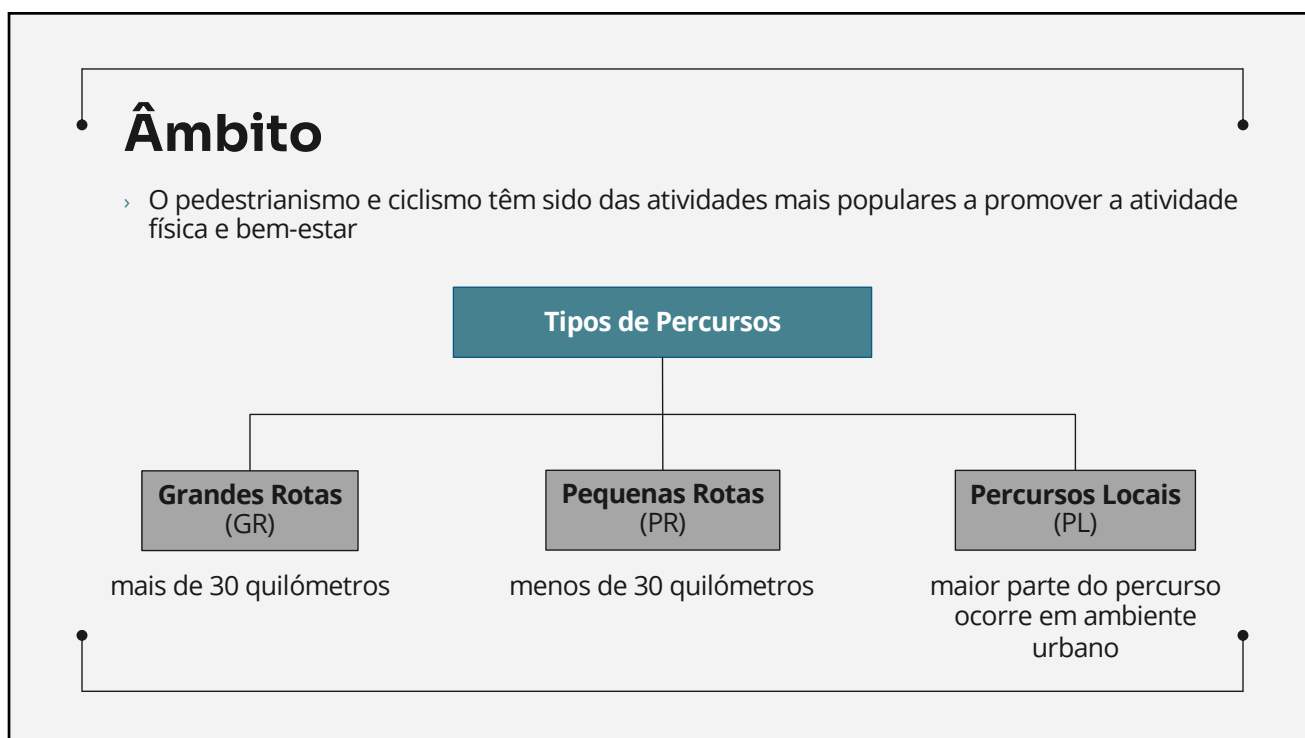 Âmbito
› O pedestrianismo e ciclismo têm sido das atividades mais populares a promover a atividade
física e bem-estar
Tipos de Percursos
Grandes Rotas
(GR)
mais de 30 quilómetros
Pequenas Rotas
(PR)
menos de 30 quilómetros
Percursos Locais
(PL)
maior parte do percurso
ocorre em ambiente
urbano